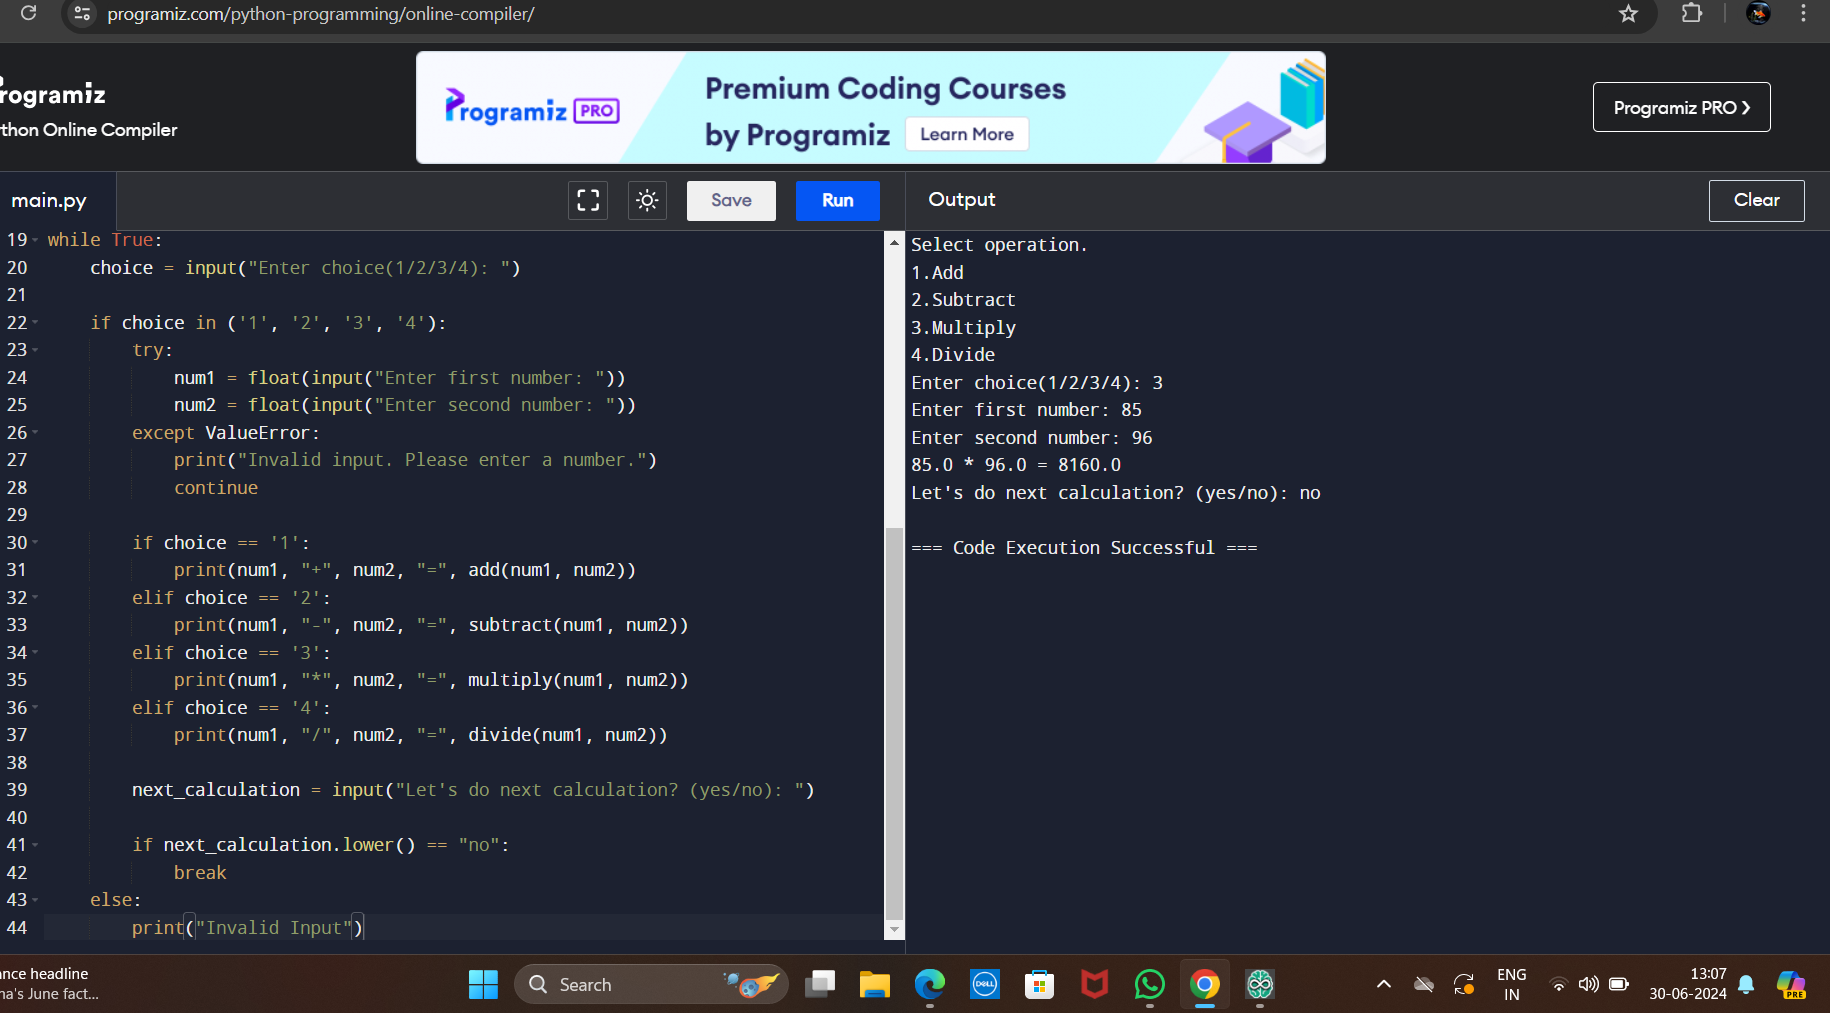 programiz.com/python-programming/online-compiler/
rogramiz
thon Online Compiler
Programiz PRO
Premium Coding Courses
by Programiz
Learn More
Programiz PRO ❯
main.py
Save
Run
Output
Clear
19 while True:
20     choice = input("Enter choice(1/2/3/4): ")
21
22     if choice in ('1', '2', '3', '4'):
23         try:
24             num1 = float(input("Enter first number: "))
25             num2 = float(input("Enter second number: "))
26         except ValueError:
27             print("Invalid input. Please enter a number.")
28             continue
29
30         if choice == '1':
31             print(num1, "+", num2, "=", add(num1, num2))
32         elif choice == '2':
33             print(num1, "-", num2, "=", subtract(num1, num2))
34         elif choice == '3':
35             print(num1, "*", num2, "=", multiply(num1, num2))
36         elif choice == '4':
37             print(num1, "/", num2, "=", divide(num1, num2))
38
39         next_calculation = input("Let's do next calculation? (yes/no): ")
40
41         if next_calculation.lower() == "no":
42             break
43     else:
44         print("Invalid Input")
Select operation.
1.Add
2.Subtract
3.Multiply
4.Divide
Enter choice(1/2/3/4): 3
Enter first number: 85
Enter second number: 96
85.0 * 96.0 = 8160.0
Let's do next calculation? (yes/no): no
=== Code Execution Successful ===
ance headline
na's June fact...
Search
DELL
ENG
IN
13:07
30-06-2024
PRE